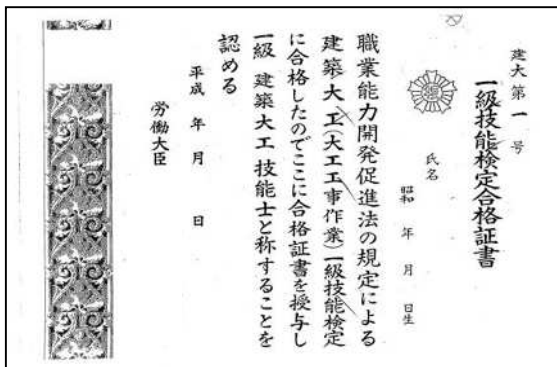 建大第一号
一級技能検定合格証書
氏名
昭和 年 月 日生
職業能力開発促進法の規定による
建築大工(大工工事作業)一級技能検定
に合格したのでここに合格証書を授与し
一級 建築大工 技能士と称することを
認める
平成 年 月 日
労働大臣